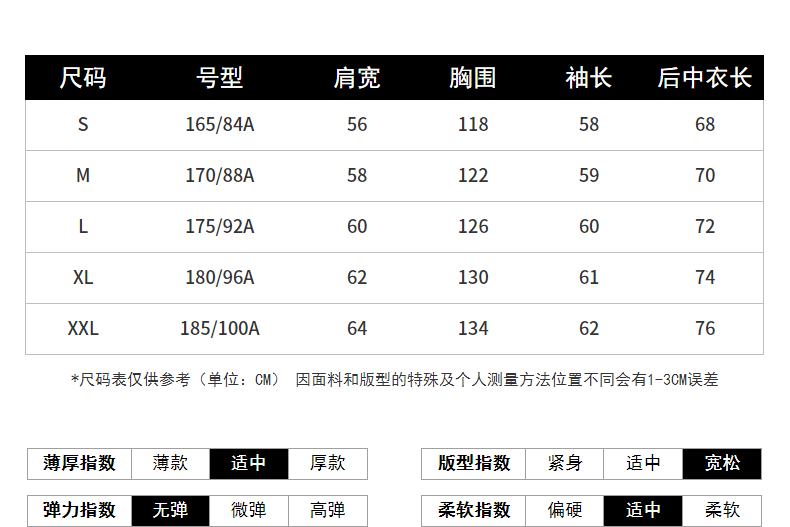 尺码 号型 肩宽 胸围 袖长 后中衣长
S 165/84A 56 118 58 68
M 170/88A 58 122 59 70
L 175/92A 60 126 60 72
XL 180/96A 62 130 61 74
XXL 185/100A 64 134 62 76
*尺码表仅供参考（单位：CM） 因面料和版型的特殊及个人测量方法位置不同会有1-3CM误差
薄厚指数 薄款 适中 厚款 版型指数 紧身 适中 宽松
弹力指数 无弹 微弹 高弹 柔软指数 偏硬 适中 柔软